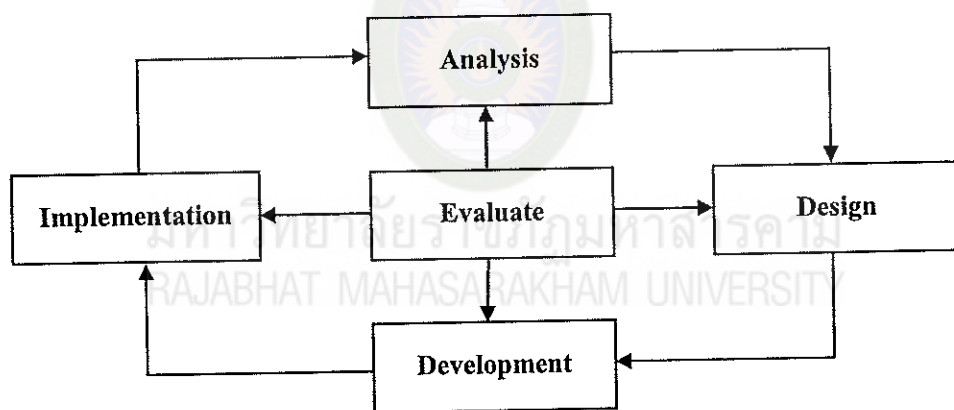 Analysis
Implementation
Evaluate
Design
มหาวิทยาลัยราชภัฏมหาสารคาม
RAJABHAT MAHASARAKHAM UNIVERSITY
Development